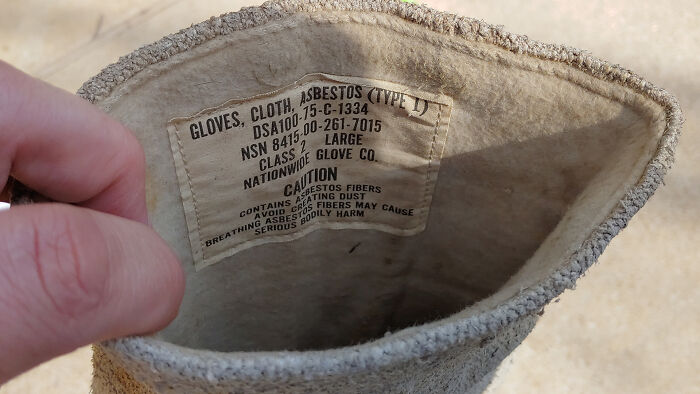 GLOVES, CLOTH, ASBESTOS (TYPE I)
DSA100-75-C-1334
NSN 8415-00-261-7015
CLASS 2 LARGE
NATIONWIDE GLOVE CO.
CAUTION
CONTAINS ASBESTOS FIBERS
AVOID CREATING DUST
BREATHING ASBESTOS FIBERS MAY CAUSE
SERIOUS BODILY HARM